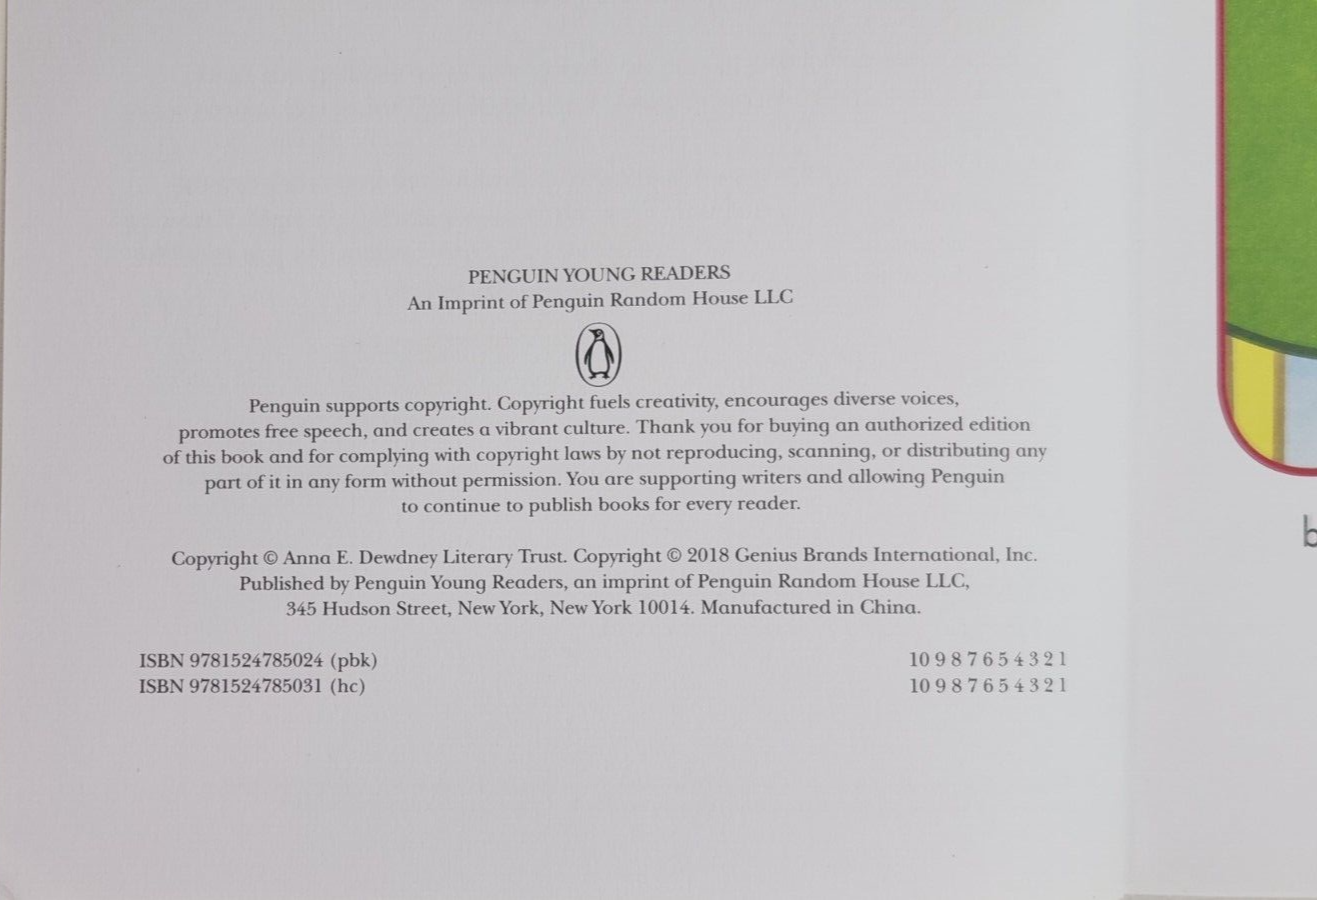 PENGUIN YOUNG READERS
An Imprint of Penguin Random House LLC
Penguin supports copyright. Copyright fuels creativity, encourages diverse voices,
promotes free speech, and creates a vibrant culture. Thank you for buying an authorized edition
of this book and for complying with copyright laws by not reproducing, scanning, or distributing any
part of it in any form without permission. You are supporting writers and allowing Penguin
to continue to publish books for every reader.
Copyright © Anna E. Dewdney Literary Trust. Copyright © 2018 Genius Brands International, Inc.
Published by Penguin Young Readers, an imprint of Penguin Random House LLC,
345 Hudson Street, New York, New York 10014. Manufactured in China.
ISBN 9781524785024 (pbk) 10 9 8 7 6 5 4 3 2 1
ISBN 9781524785031 (hc) 10 9 8 7 6 5 4 3 2 1